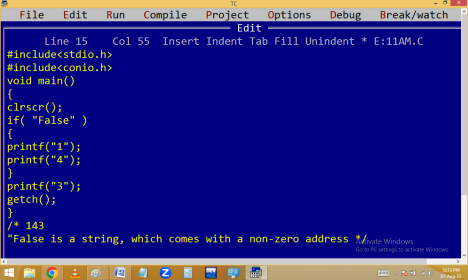 TC
File Edit Run Compile Project Options Debug Break/watch
Edit
Line 15 Col 55 Insert Indent Tab Fill Unindent * E:11AM.C
#include<stdio.h>
#include<conio.h>
void main()
{
clrscr();
if( "False" )
{
printf("1");
printf("4");
}
printf("3");
getch();
}
/* 143
"False is a string, which comes with a non-zero address */
Activate Windows
Go to PC settings to activate Windows.